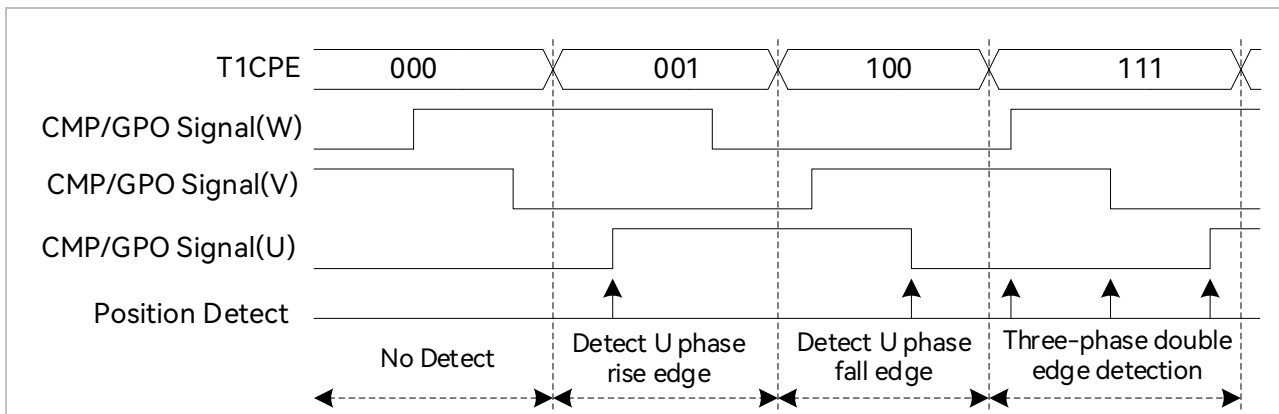 T1CPE 000 001 100 111
CMP/GPO Signal(W)
CMP/GPO Signal(V)
CMP/GPO Signal(U)
Position Detect
No Detect
Detect U phase
rise edge
Detect U phase
fall edge
Three-phase double
edge detection